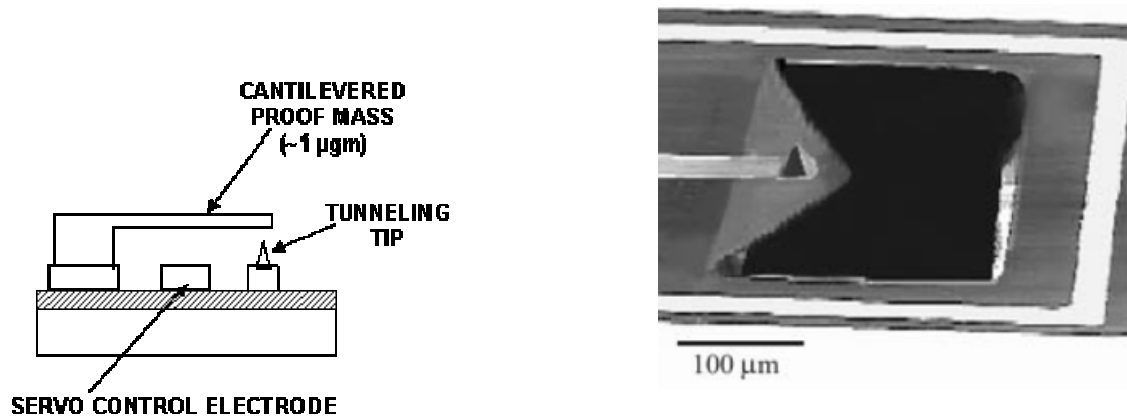 CANTILEVERED
PROOF MASS
(~1 µgm)
TUNNELING
TIP
SERVO CONTROL ELECTRODE
100 µm